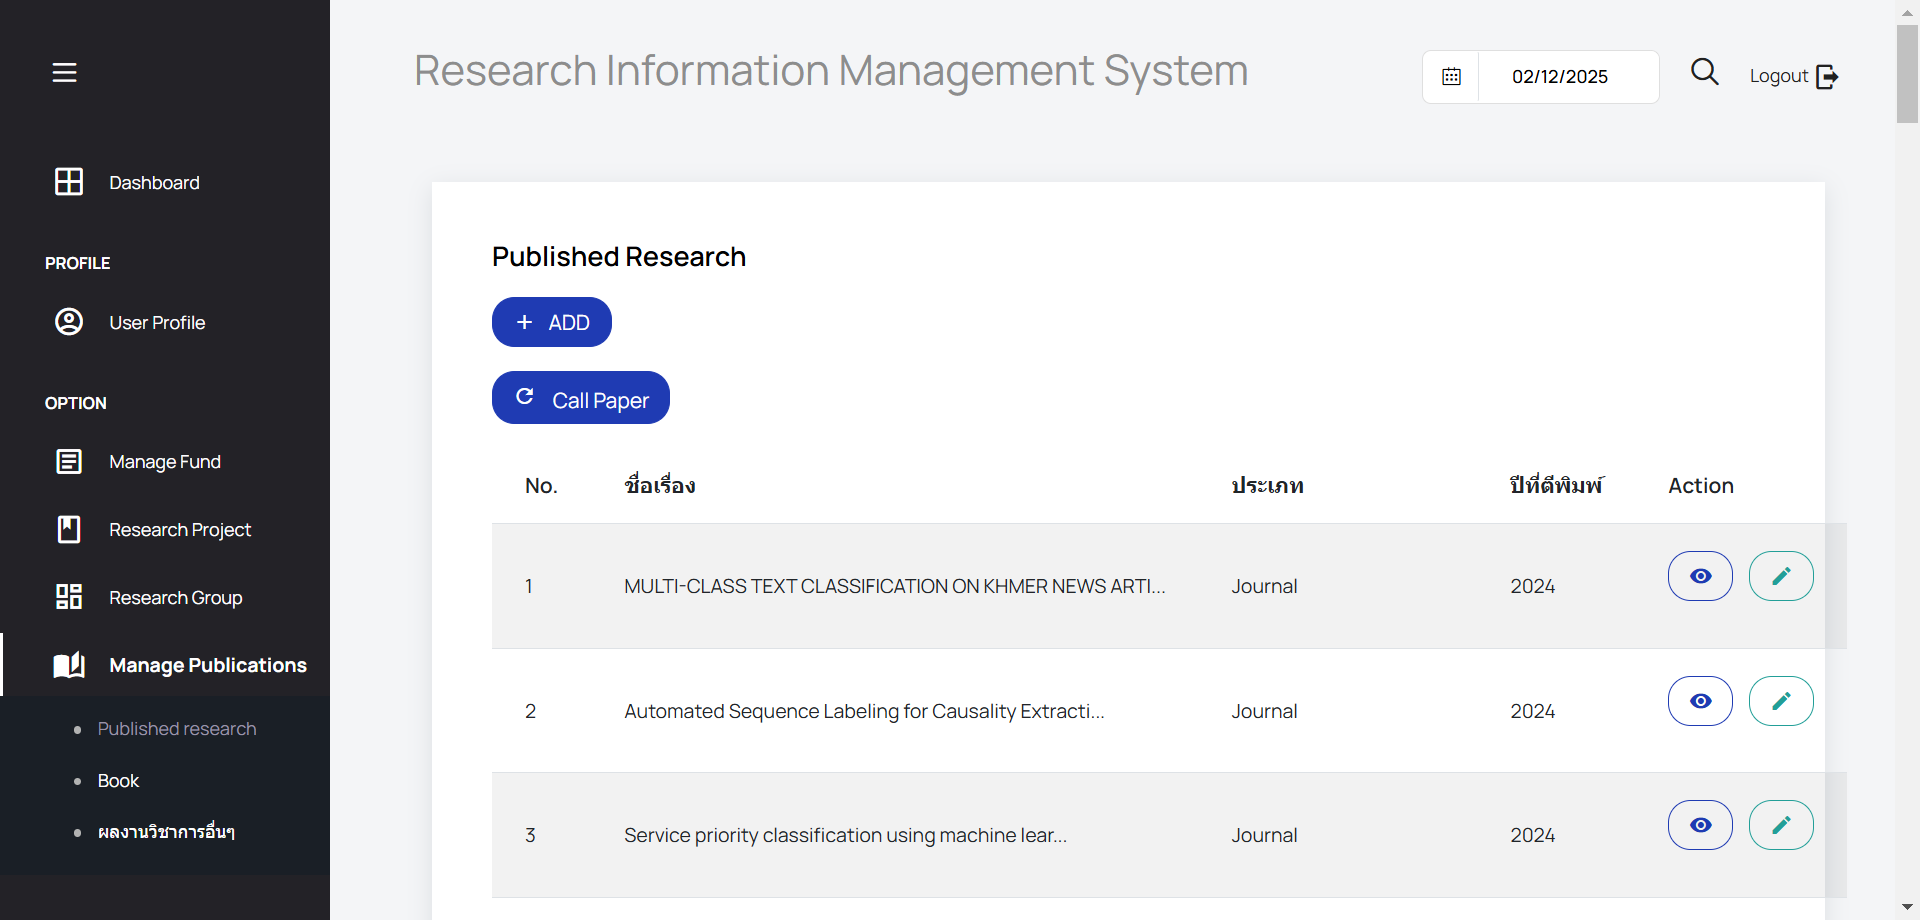 Research Information Management System
02/12/2025
Logout
Dashboard
PROFILE
User Profile
OPTION
Manage Fund
Research Project
Research Group
Manage Publications
Published research
Book
ผลงานวิชาการอื่นๆ
Published Research
+ ADD
Call Paper
No. ชื่อเรื่อง ประเภท ปีที่ตีพิมพ์ Action
1 MULTI-CLASS TEXT CLASSIFICATION ON KHMER NEWS ARTI... Journal 2024
2 Automated Sequence Labeling for Causality Extracti... Journal 2024
3 Service priority classification using machine lear... Journal 2024